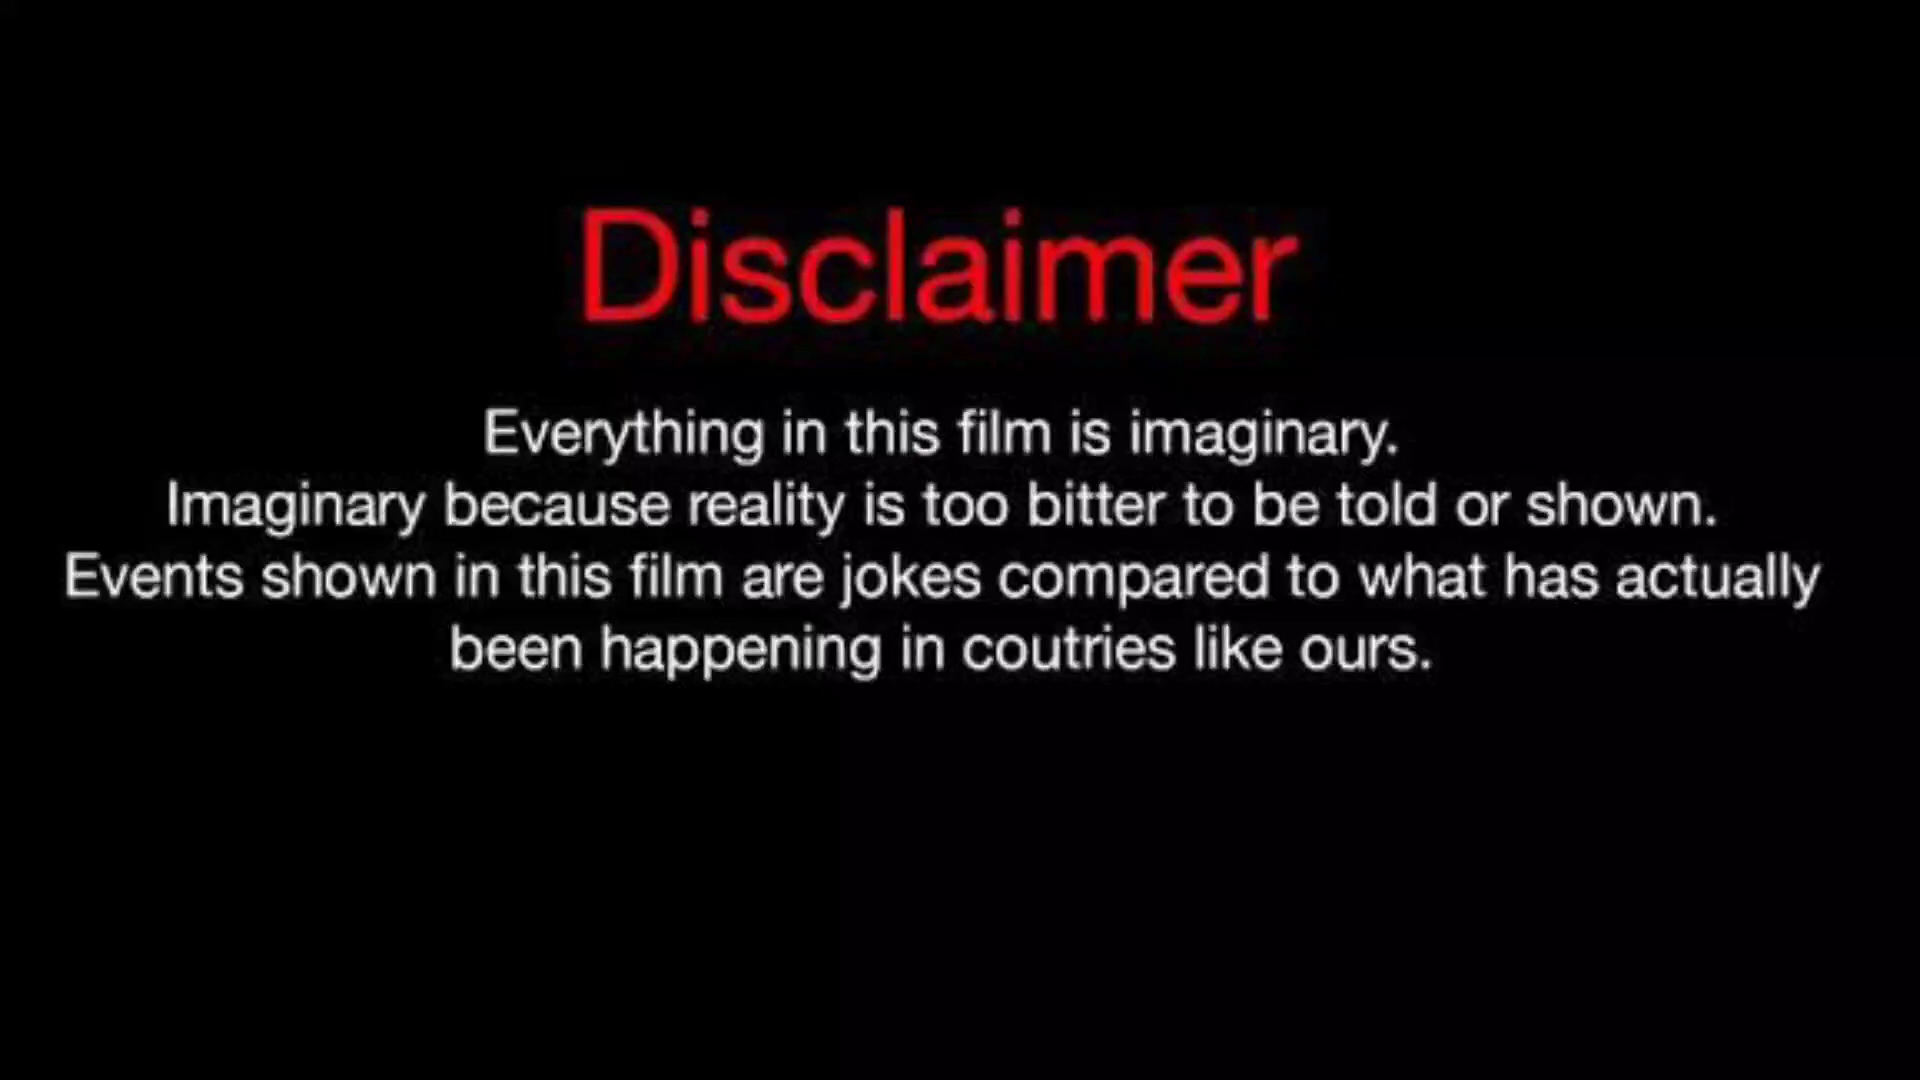 Disclaimer
Everything in this film is imaginary.
Imaginary because reality is too bitter to be told or shown.
Events shown in this film are jokes compared to what has actually
been happening in coutries like ours.